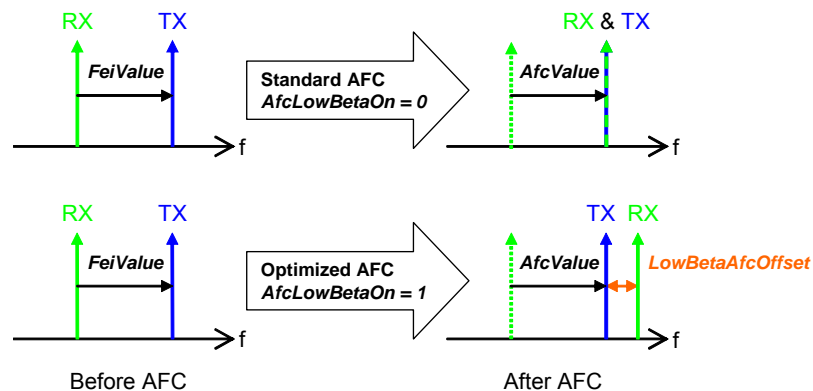 RX TX
FeiValue
f
Standard AFC
AfcLowBetaOn = 0
RX & TX
AfcValue
f
RX TX
FeiValue
f
Optimized AFC
AfcLowBetaOn = 1
TX RX
AfcValue
LowBetaAfcOffset
f
Before AFC
After AFC